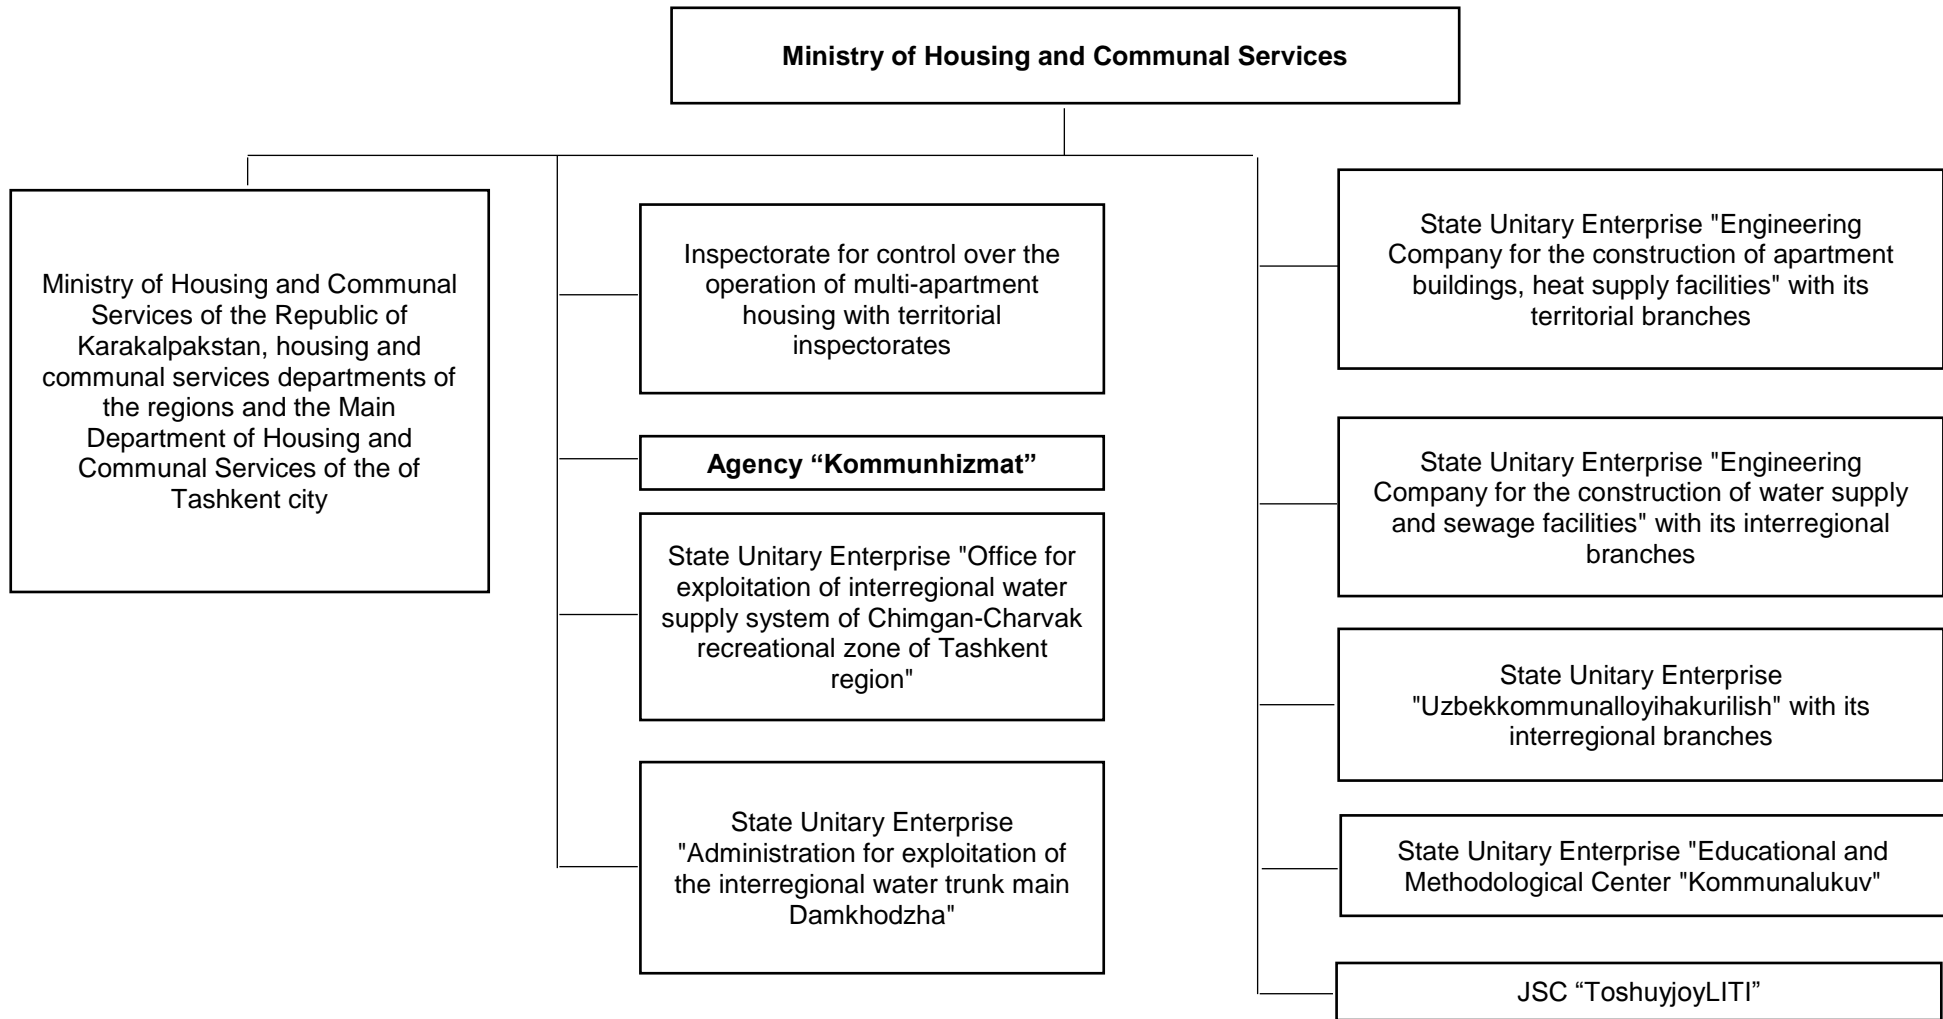 Ministry of Housing and Communal Services
Ministry of Housing and Communal
Services of the Republic of
Karakalpakstan, housing and
communal services departments of
the regions and the Main
Department of Housing and
Communal Services of the of
Tashkent city
Inspectorate for control over the
operation of multi-apartment
housing with territorial
inspectorates
Agency “Kommunhizmat”
State Unitary Enterprise "Office for
exploitation of interregional water
supply system of Chimgan-Charvak
recreational zone of Tashkent
region"
State Unitary Enterprise
"Administration for exploitation of
the interregional water trunk main
Damkhodzha"
State Unitary Enterprise "Engineering
Company for the construction of apartment
buildings, heat supply facilities" with its
territorial branches
State Unitary Enterprise "Engineering
Company for the construction of water supply
and sewage facilities" with its interregional
branches
State Unitary Enterprise
"Uzbekkommunalloyihakurilish" with its
interregional branches
State Unitary Enterprise "Educational and
Methodological Center "Kommunalukuv"
JSC “ToshuyjoyLITI”